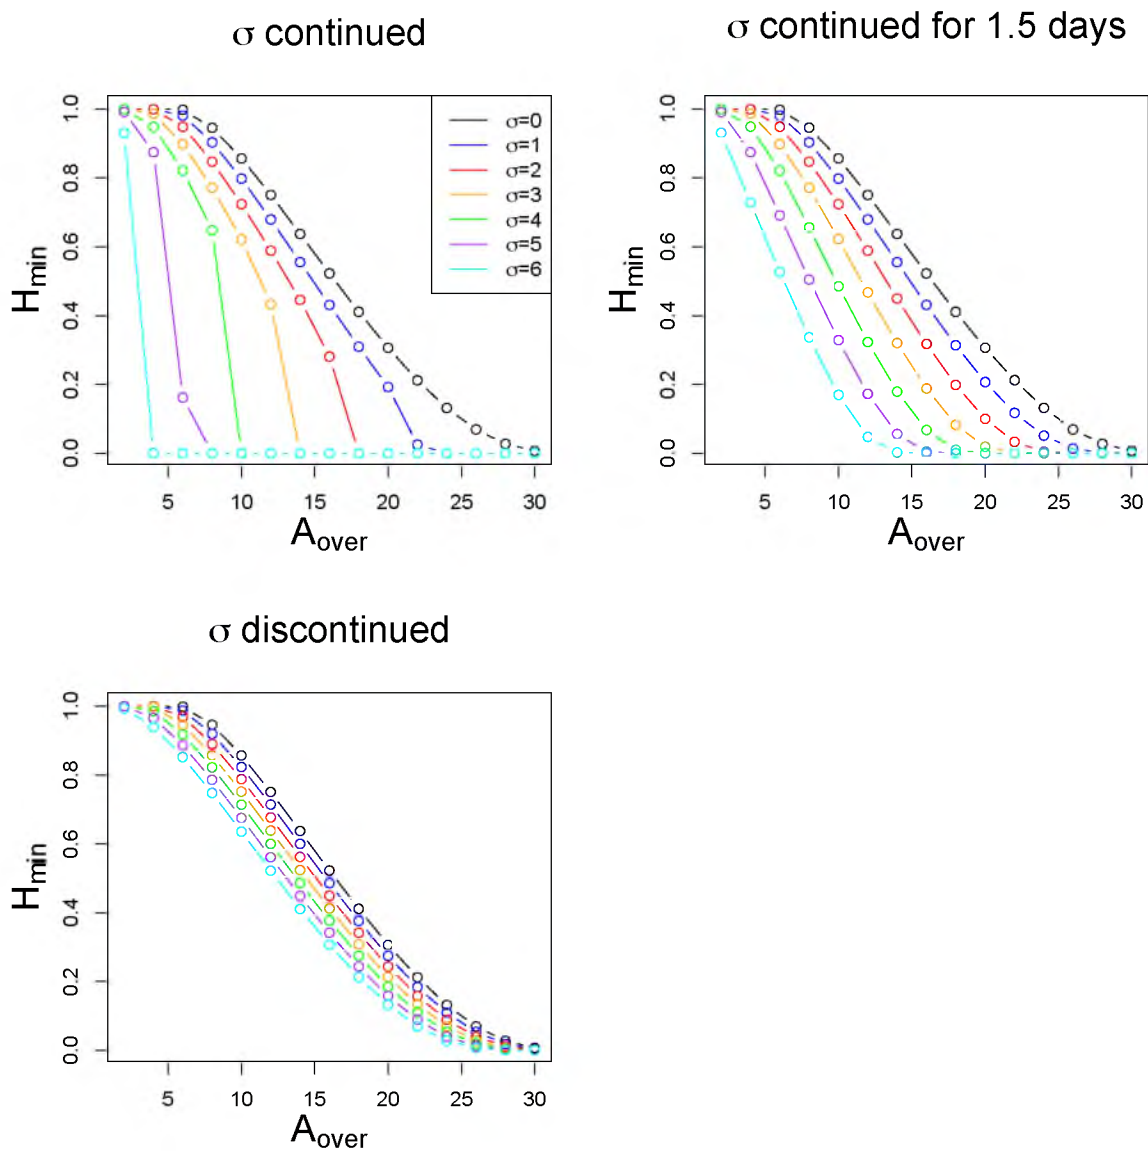 σ continued
σ continued for 1.5 days
1.0
0.8
0.6
0.4
0.2
0.0
Hmin
σ=0
σ=1
σ=2
σ=3
σ=4
σ=5
σ=6
5 10 15 20 25 30
Aover
1.0
0.8
0.6
0.4
0.2
0.0
Hmin
5 10 15 20 25 30
Aover
σ discontinued
1.0
0.8
0.6
0.4
0.2
0.0
Hmin
5 10 15 20 25 30
Aover